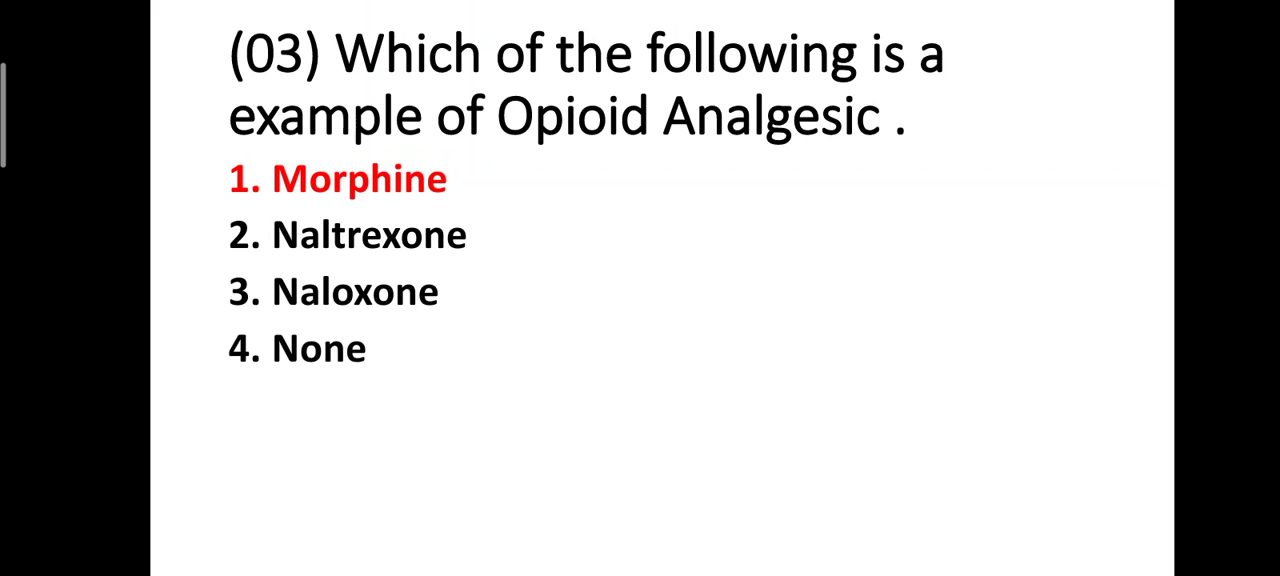 (03) Which of the following is a
example of Opioid Analgesic .
1. Morphine
2. Naltrexone
3. Naloxone
4. None